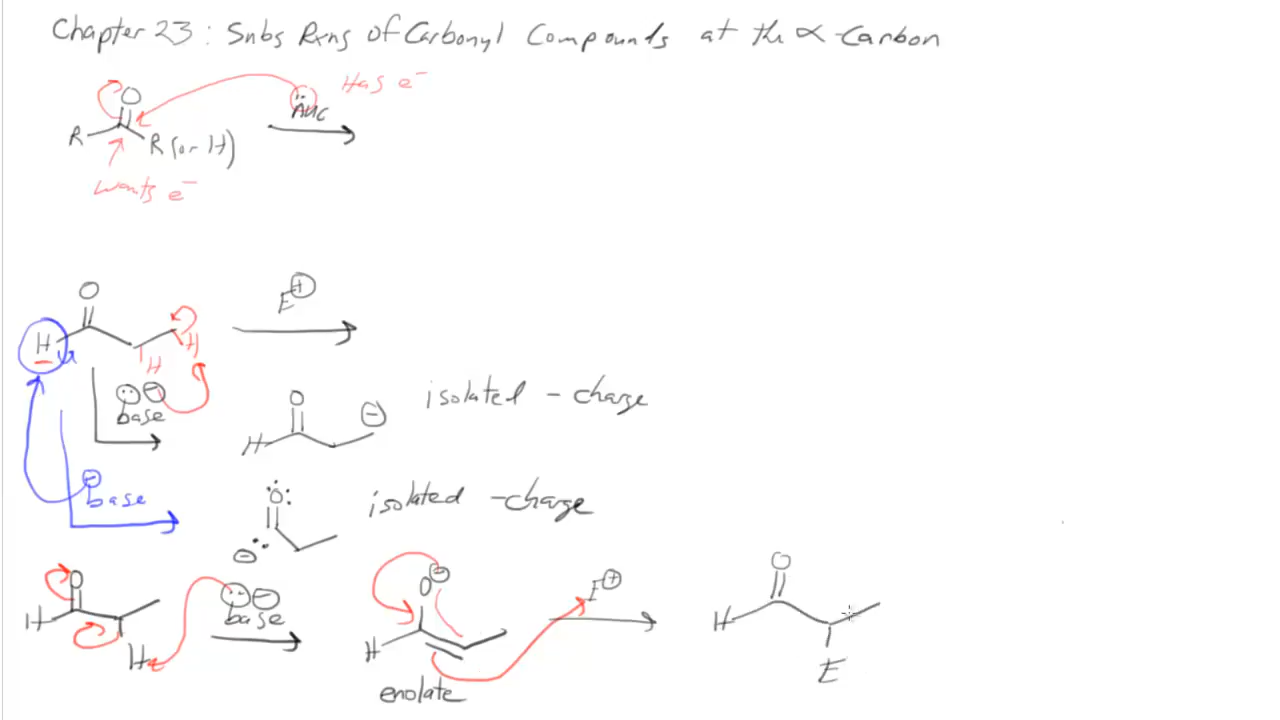 Chapter 23: Subs Rxns of Carbonyl Compounds at the α-Carbon
O
:Nuc Has e⁻
R R (or H)
wants e⁻
O E⊕
H H H
:⊖
base
O ⊖ isolated - charge
H
⊖
base
:O: isolated -charge
⊖
O :⊖ O⊖ E⊕ O
H base H H
H E
enolate